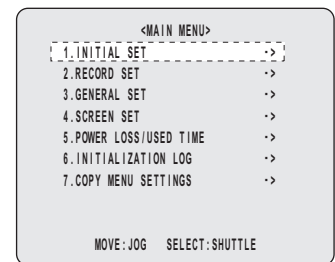 <MAIN MENU>
1.INITIAL SET ->
2.RECORD SET ->
3.GENERAL SET ->
4.SCREEN SET ->
5.POWER LOSS/USED TIME ->
6.INITIALIZATION LOG ->
7.COPY MENU SETTINGS ->
MOVE:JOG SELECT:SHUTTLE